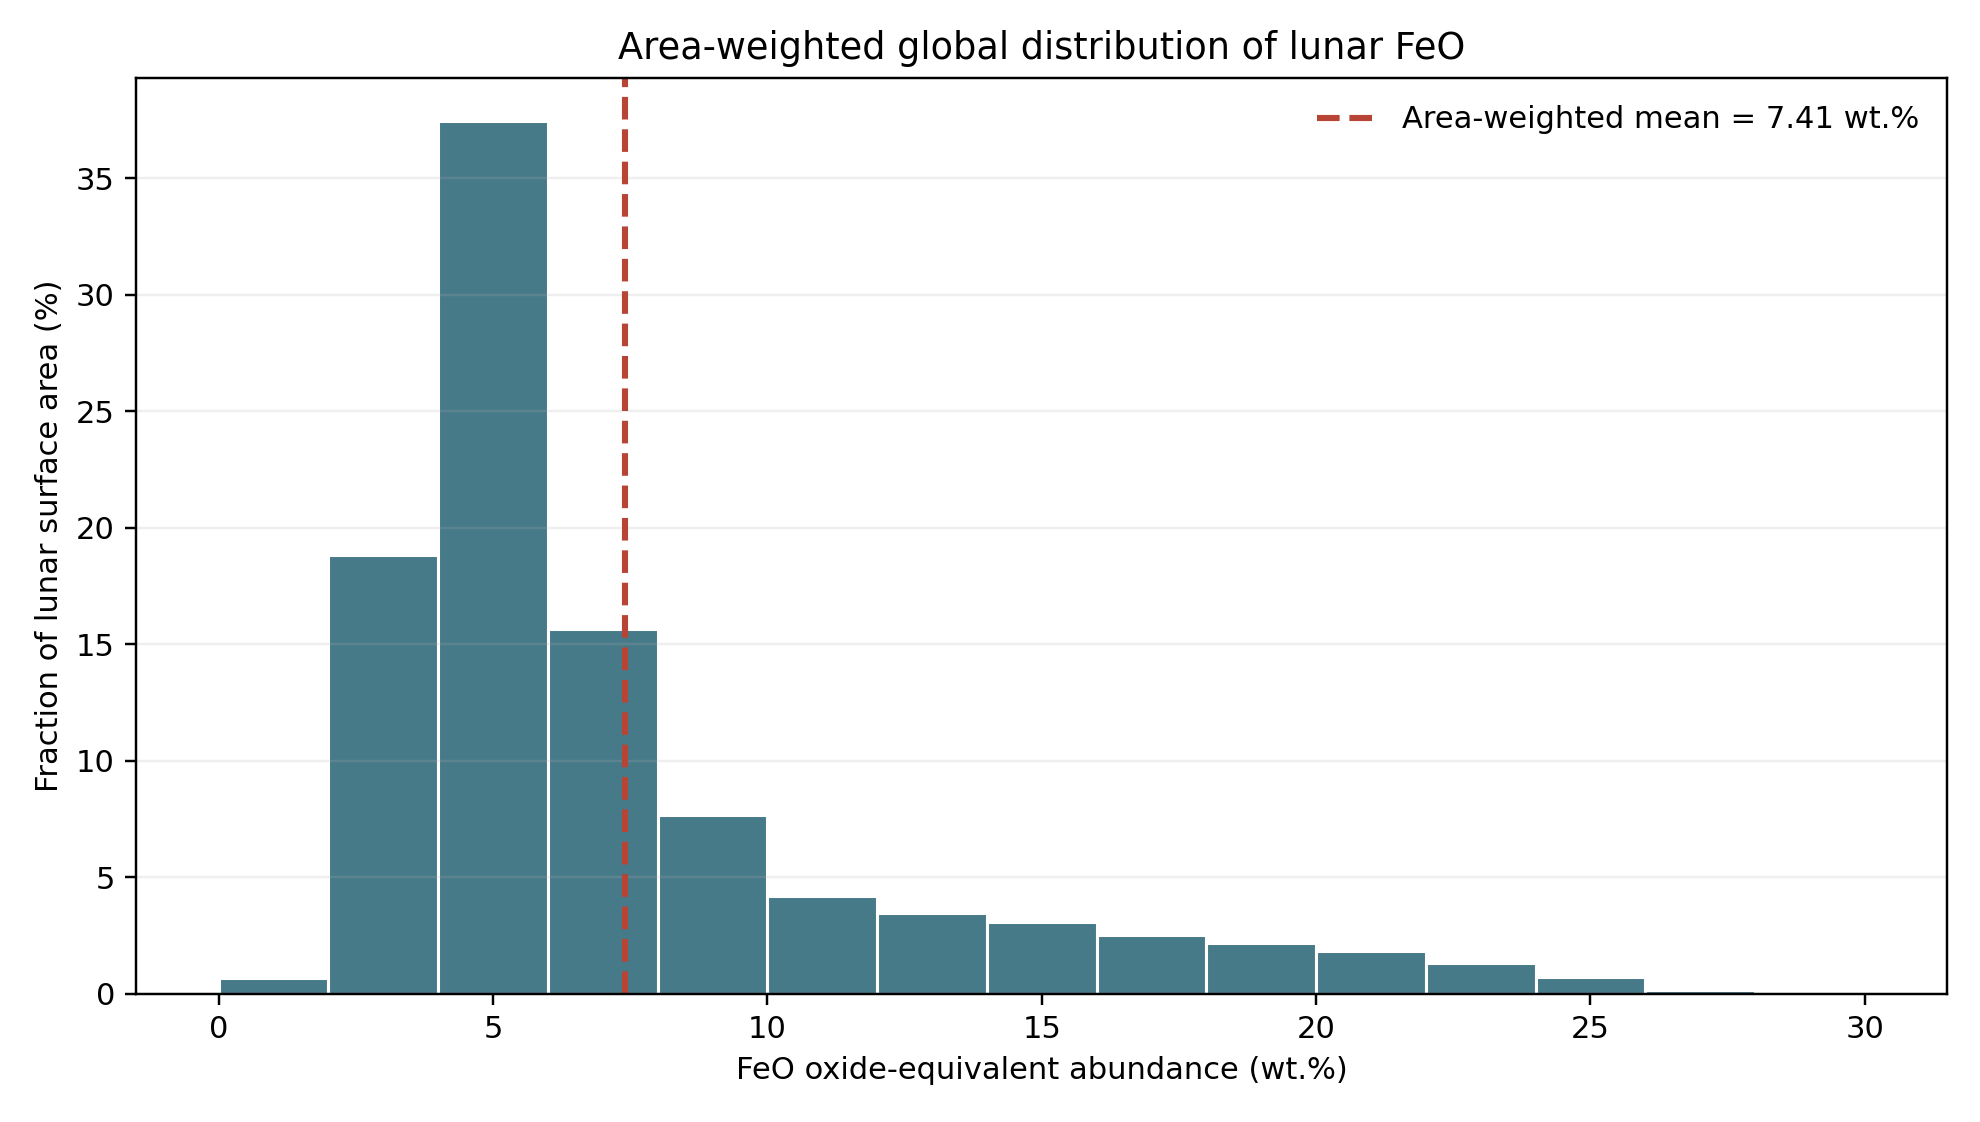 Area-weighted global distribution of lunar FeO
Area-weighted mean = 7.41 wt.%
Fraction of lunar surface area (%)
35
30
25
20
15
10
5
0
0 5 10 15 20 25 30
FeO oxide-equivalent abundance (wt.%)